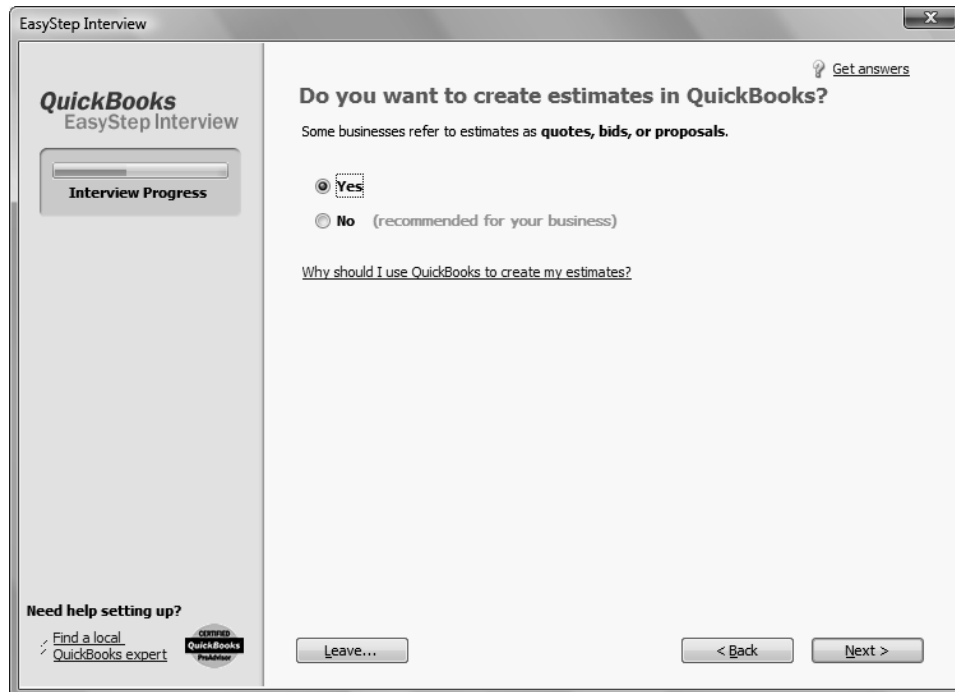 EasyStep Interview
X
Get answers
QuickBooks
EasyStep Interview
Interview Progress
Do you want to create estimates in QuickBooks?
Some businesses refer to estimates as quotes, bids, or proposals.
Yes
No (recommended for your business)
Why should I use QuickBooks to create my estimates?
Need help setting up?
Find a local
QuickBooks expert
CERTIFIED
QuickBooks
ProAdvisor
Leave...
< Back
Next >